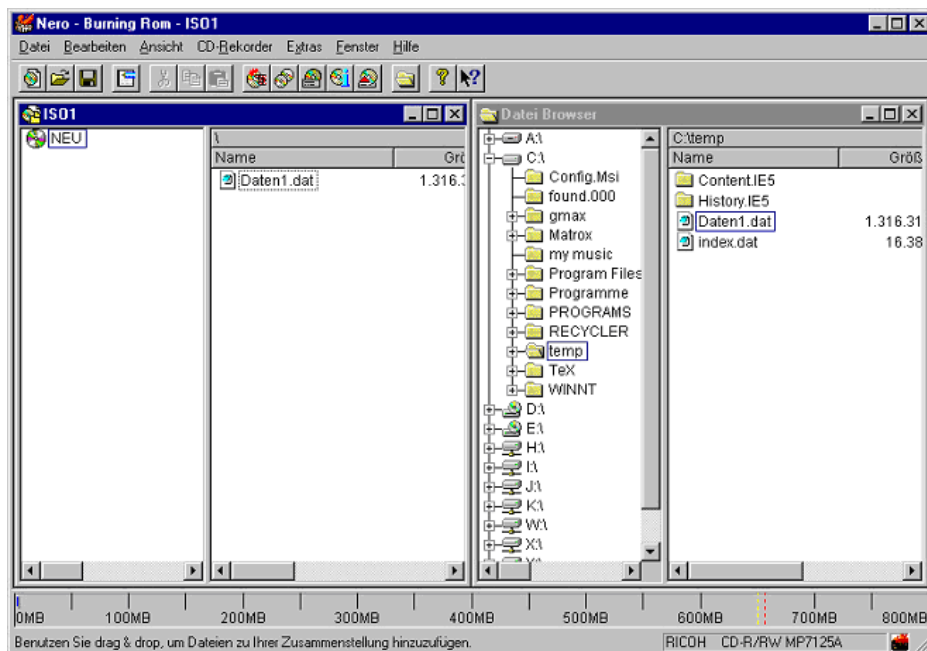 Nero - Burning Rom - ISO1
Datei Bearbeiten Ansicht CD-Rekorder Extras Fenster Hilfe
ISO1
NEU
\
Name Grö
Daten1.dat 1.316.3
Datei Browser
A:\
C:\
Config.Msi
found.000
gmax
Matrox
my music
Program Files
Programme
PROGRAMS
RECYCLER
temp
TeX
WINNT
D:\
E:\
H:\
I:\
J:\
K:\
W:\
X:\
C:\temp
Name Größ
Content.IE5
History.IE5
Daten1.dat 1.316.31
index.dat 16.38
0MB 100MB 200MB 300MB 400MB 500MB 600MB 700MB 800MB
Benutzen Sie drag & drop, um Dateien zu Ihrer Zusammenstellung hinzuzufügen.
RICOH CD-R/RW MP7125A